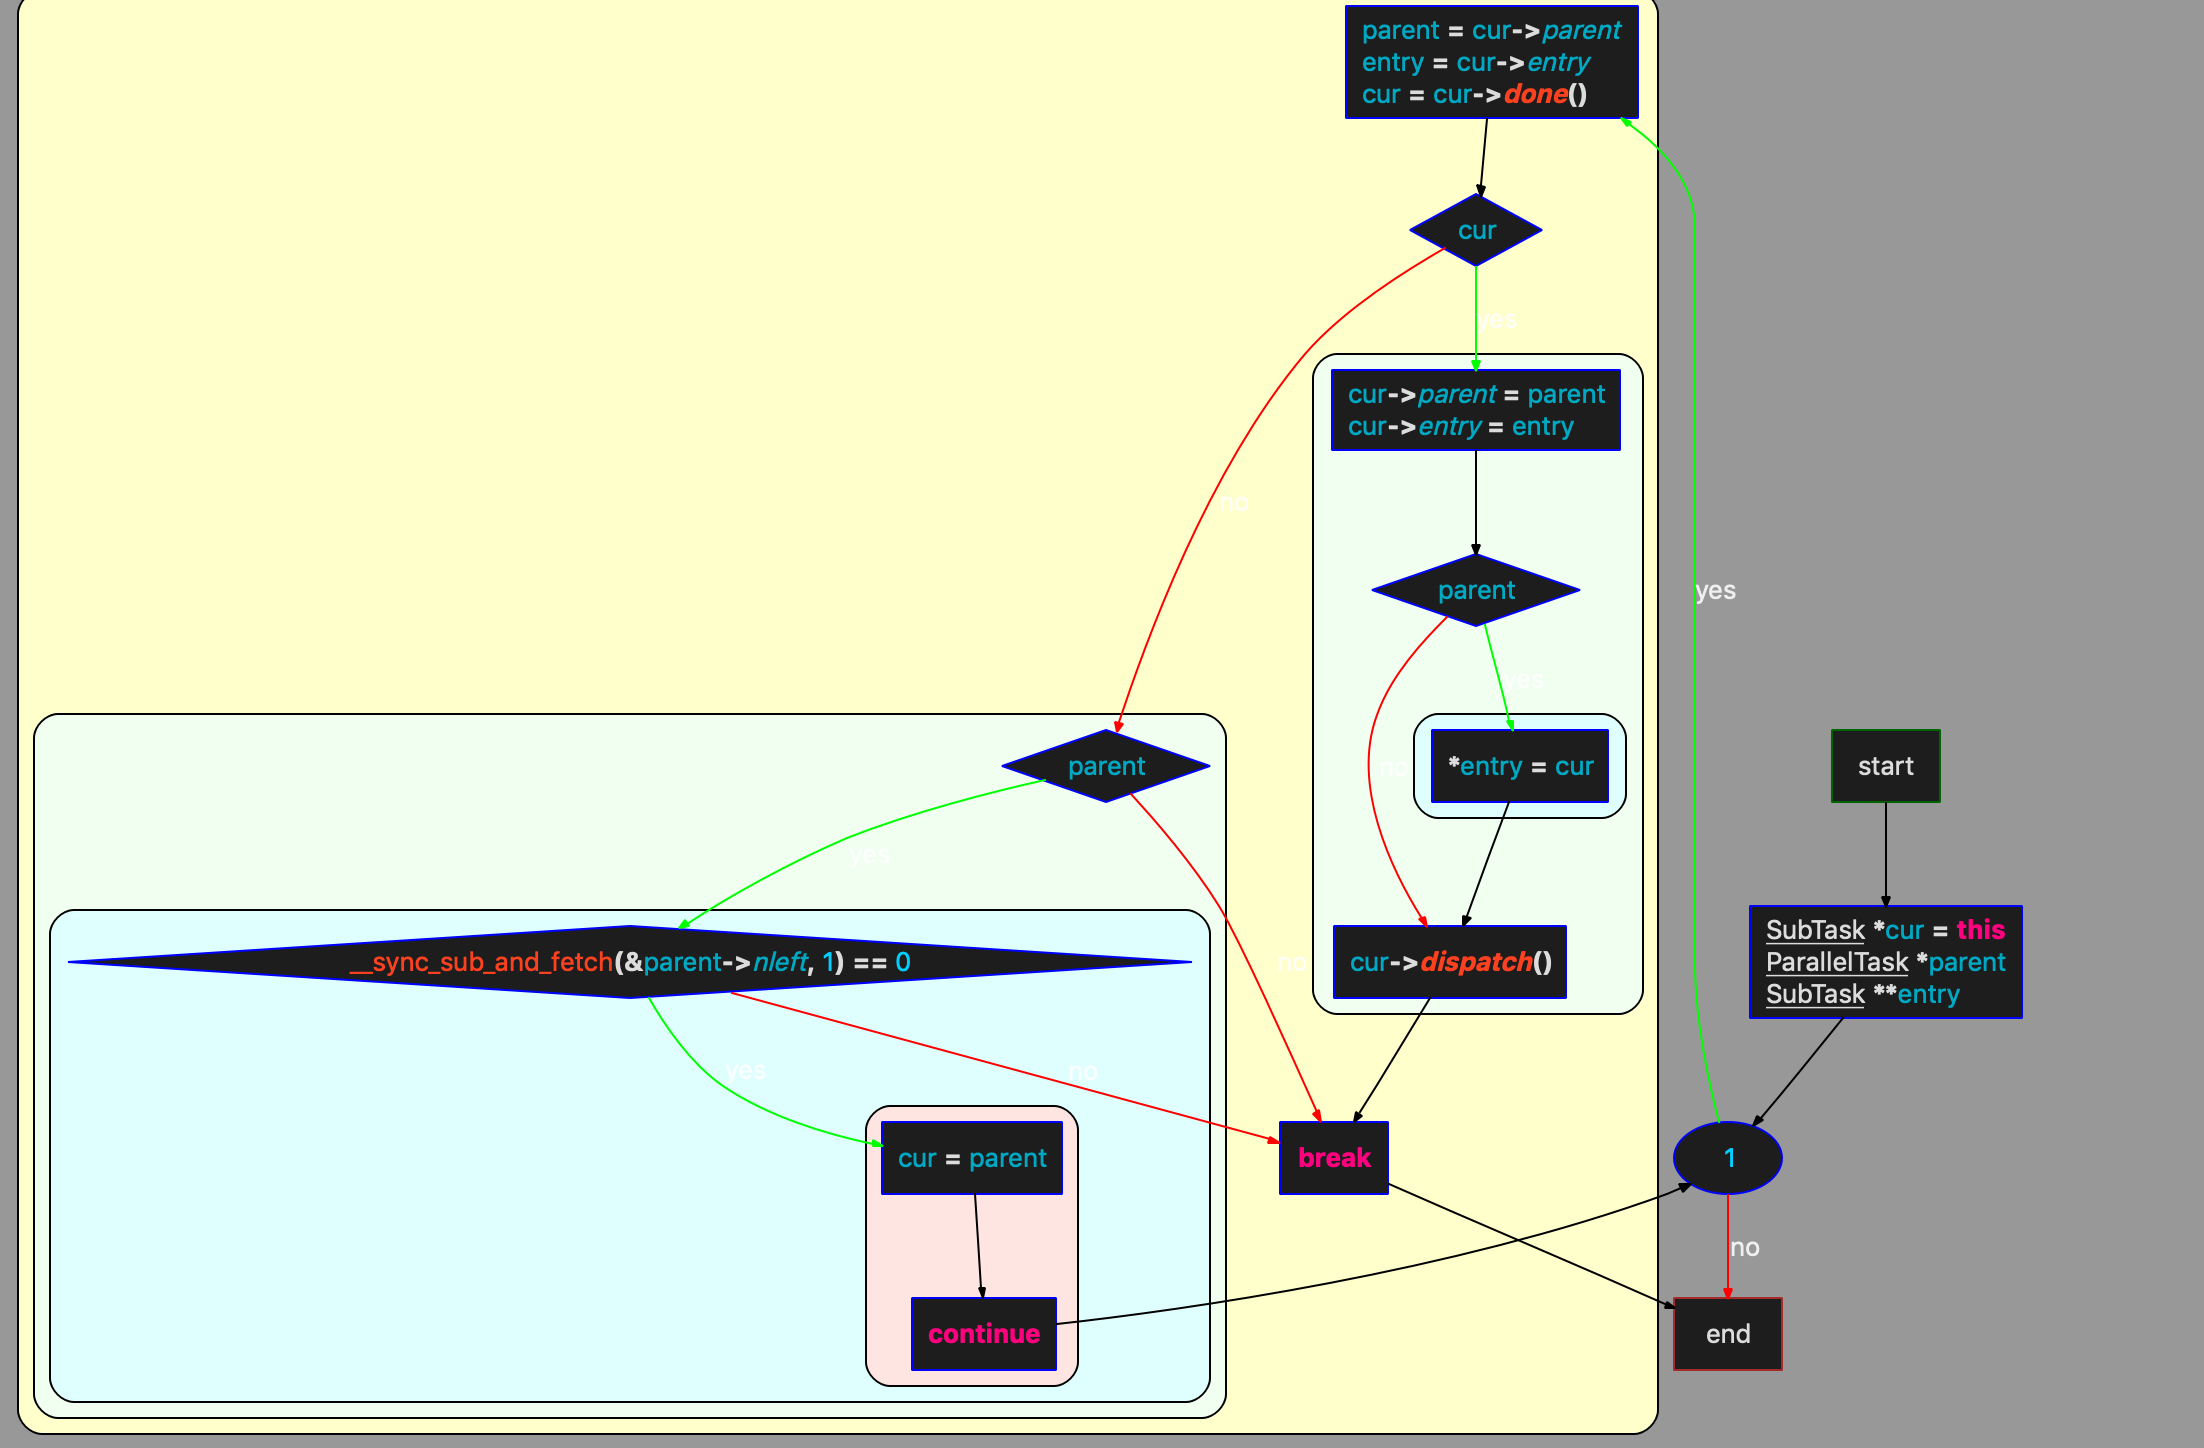 parent = cur->parent
entry = cur->entry
cur = cur->done()
cur
yes
no
cur->parent = parent
cur->entry = entry
parent
yes
no
*entry = cur
cur->dispatch()
parent
yes
no
__sync_sub_and_fetch(&parent->nleft, 1) == 0
yes
no
cur = parent
continue
break
yes
start
SubTask *cur = this
ParallelTask *parent
SubTask **entry
1
no
end